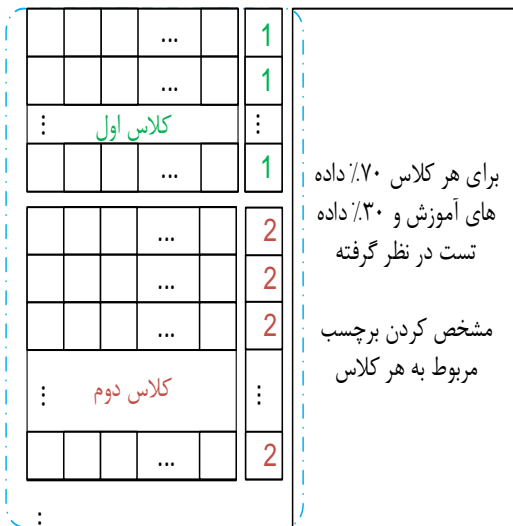 ... 1
... 1
⋮ کلاس اول ⋮
... 1
... 2
... 2
... 2
⋮ کلاس دوم ⋮
... 2
⋮
برای هر کلاس ۷۰٪ داده
های آموزش و ۳۰٪ داده
تست در نظر گرفته
مشخص کردن برچسب
مربوط به هر کلاس